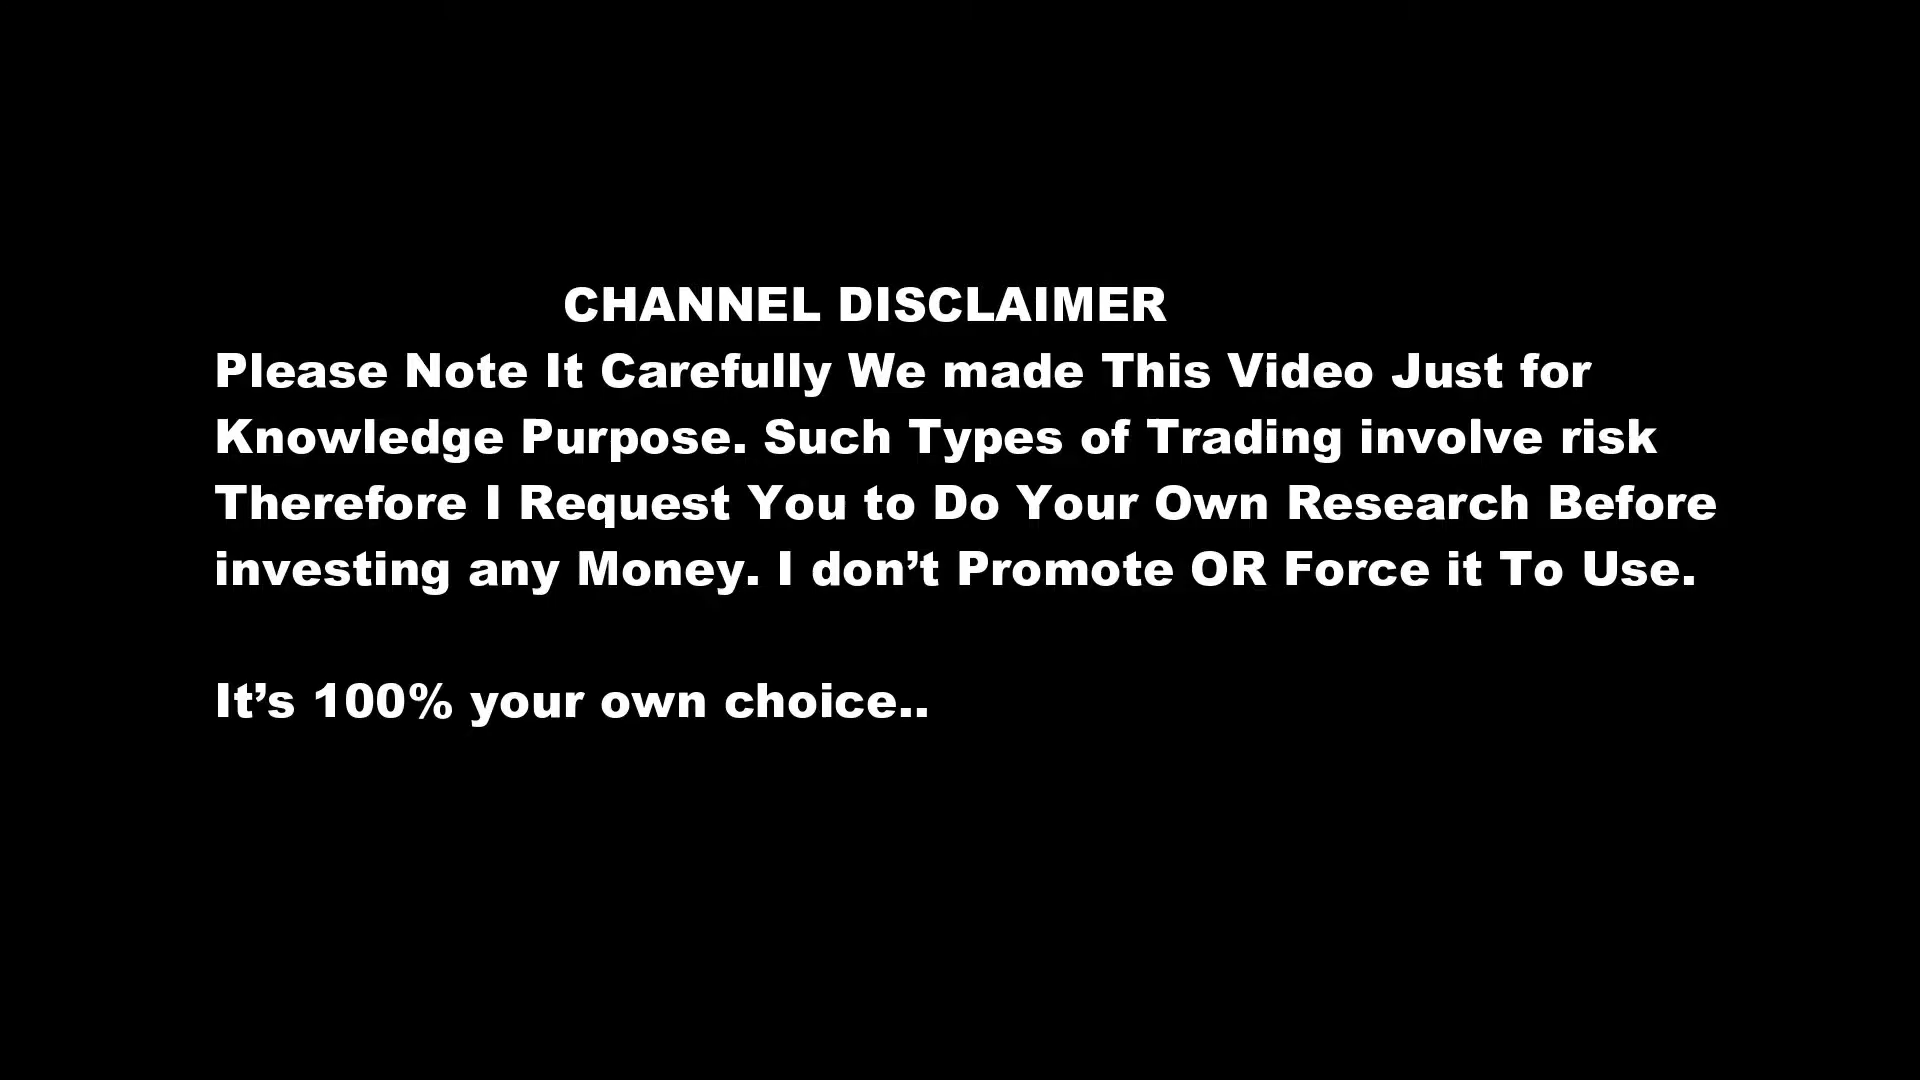 CHANNEL DISCLAIMER
Please Note It Carefully We made This Video Just for
Knowledge Purpose. Such Types of Trading involve risk
Therefore I Request You to Do Your Own Research Before
investing any Money. I don’t Promote OR Force it To Use.
It’s 100% your own choice..